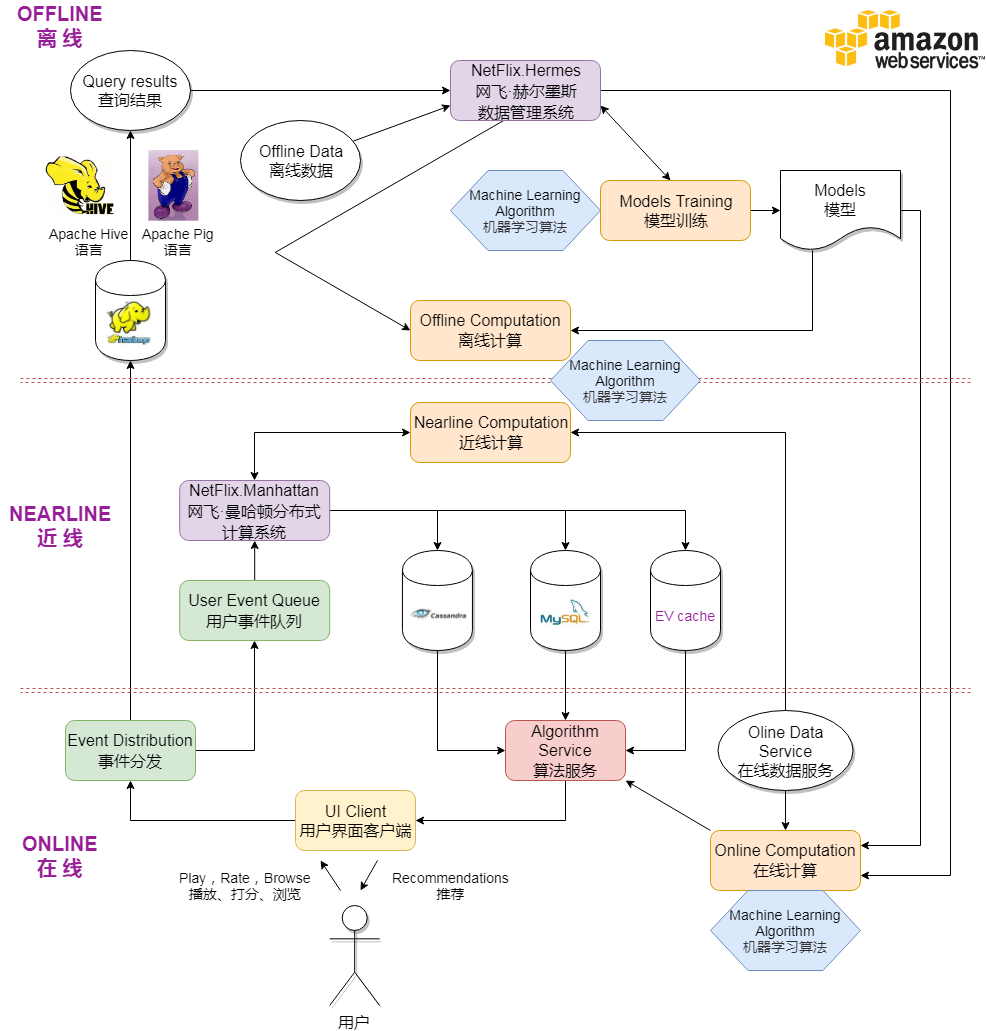 OFFLINE
离 线
amazon
web services™
Query results
查询结果
NetFlix.Hermes
网飞·赫尔墨斯
数据管理系统
Offline Data
离线数据
HIVE
Apache Hive
语言
Apache Pig
语言
Machine Learning
Algorithm
机器学习算法
Models Training
模型训练
Models
模型
hadoop
Offline Computation
离线计算
Machine Learning
Algorithm
机器学习算法
Nearline Computation
近线计算
NEARLINE
近 线
NetFlix.Manhattan
网飞·曼哈顿分布式
计算系统
User Event Queue
用户事件队列
Cassandra
MySQL
EV cache
Event Distribution
事件分发
Algorithm
Service
算法服务
Oline Data
Service
在线数据服务
UI Client
用户界面客户端
ONLINE
在 线
Online Computation
在线计算
Play，Rate，Browse
播放、打分、浏览
Recommendations
推荐
Machine Learning
Algorithm
机器学习算法
用户